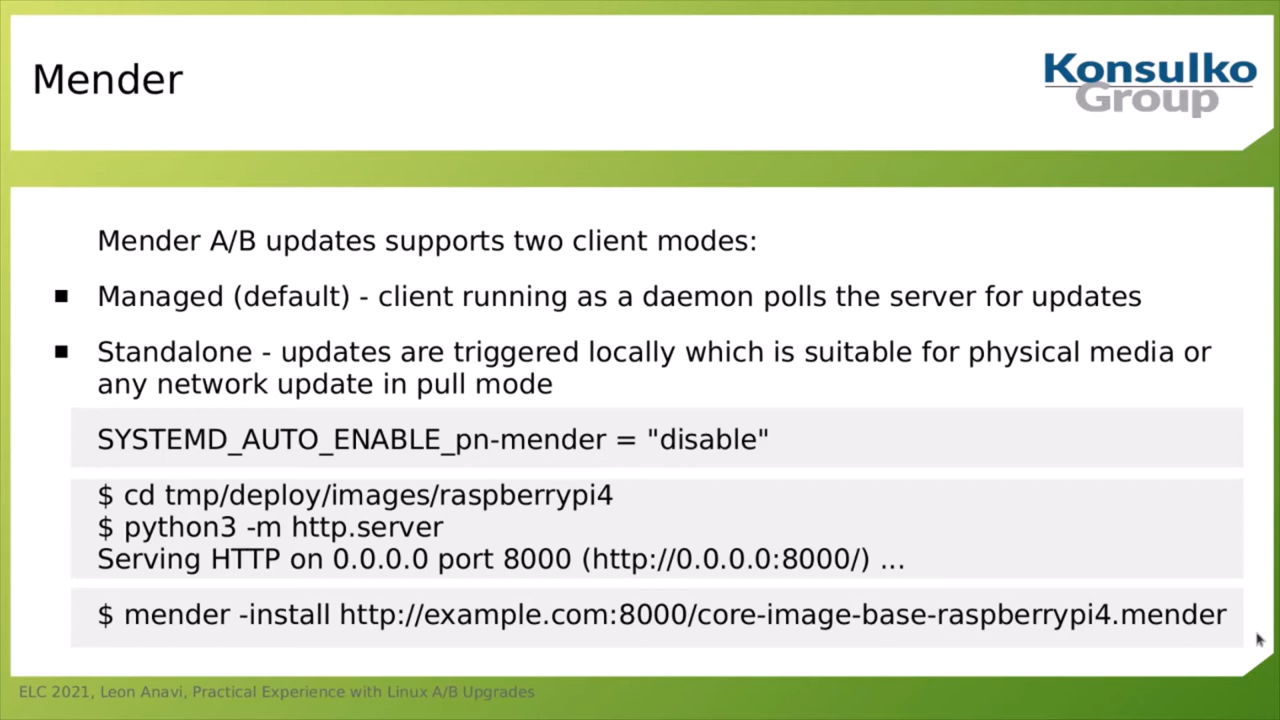 Mender
Konsulko
Group
Mender A/B updates supports two client modes:
Managed (default) - client running as a daemon polls the server for updates
Standalone - updates are triggered locally which is suitable for physical media or
any network update in pull mode
SYSTEMD_AUTO_ENABLE_pn-mender = "disable"
$ cd tmp/deploy/images/raspberrypi4
$ python3 -m http.server
Serving HTTP on 0.0.0.0 port 8000 (http://0.0.0.0:8000/) ...
$ mender -install http://example.com:8000/core-image-base-raspberrypi4.mender
ELC 2021, Leon Anavi, Practical Experience with Linux A/B Upgrades